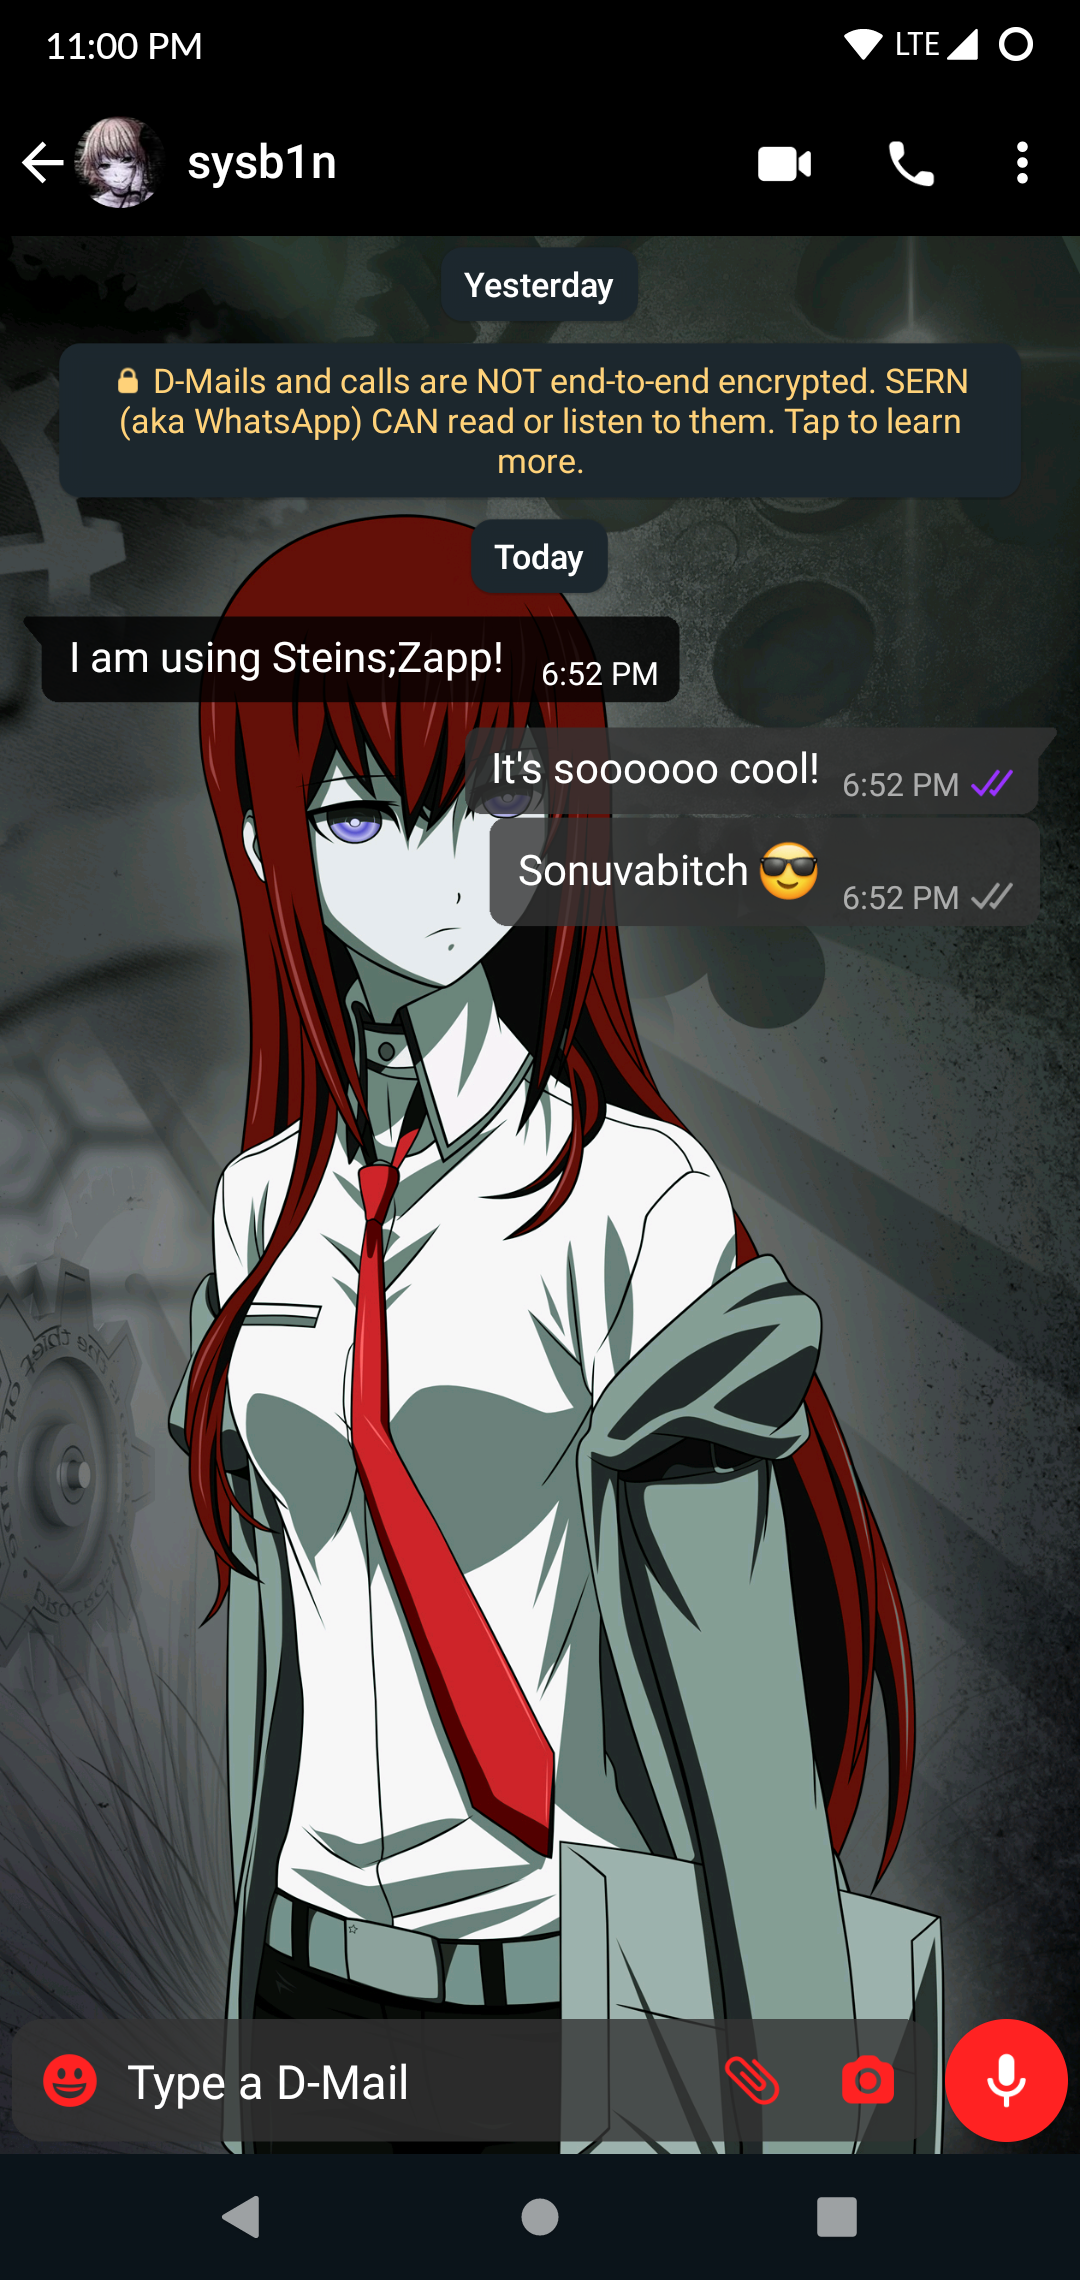 11:00 PM
LTE
sysb1n
Yesterday
🔒 D-Mails and calls are NOT end-to-end encrypted. SERN
(aka WhatsApp) CAN read or listen to them. Tap to learn
more.
Today
I am using Steins;Zapp! 6:52 PM
It's soooooo cool! 6:52 PM
Sonuvabitch 😎 6:52 PM
Type a D-Mail